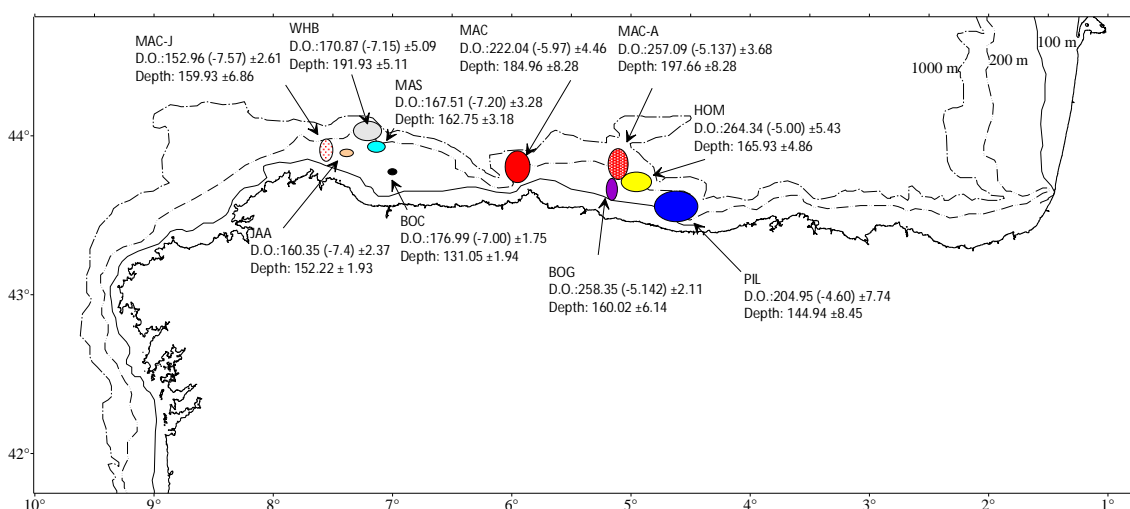 MAC-J
D.O.:152.96 (-7.57) ±2.61
Depth: 159.93 ±6.86
WHB
D.O.:170.87 (-7.15) ±5.09
Depth: 191.93 ±5.11
MAS
D.O.:167.51 (-7.20) ±3.28
Depth: 162.75 ±3.18
MAC
D.O.:222.04 (-5.97) ±4.46
Depth: 184.96 ±8.28
MAC-A
D.O.:257.09 (-5.137) ±3.68
Depth: 197.66 ±8.28
HOM
D.O.:264.34 (-5.00) ±5.43
Depth: 165.93 ±4.86
1000 m
200 m
100 m
JAA
D.O.:160.35 (-7.4) ±2.37
Depth: 152.22 ± 1.93
BOC
D.O.:176.99 (-7.00) ±1.75
Depth: 131.05 ±1.94
BOG
D.O.:258.35 (-5.142) ±2.11
Depth: 160.02 ±6.14
PIL
D.O.:204.95 (-4.60) ±7.74
Depth: 144.94 ±8.45
44°
43°
42°
10° 9° 8° 7° 6° 5° 4° 3° 2° 1°